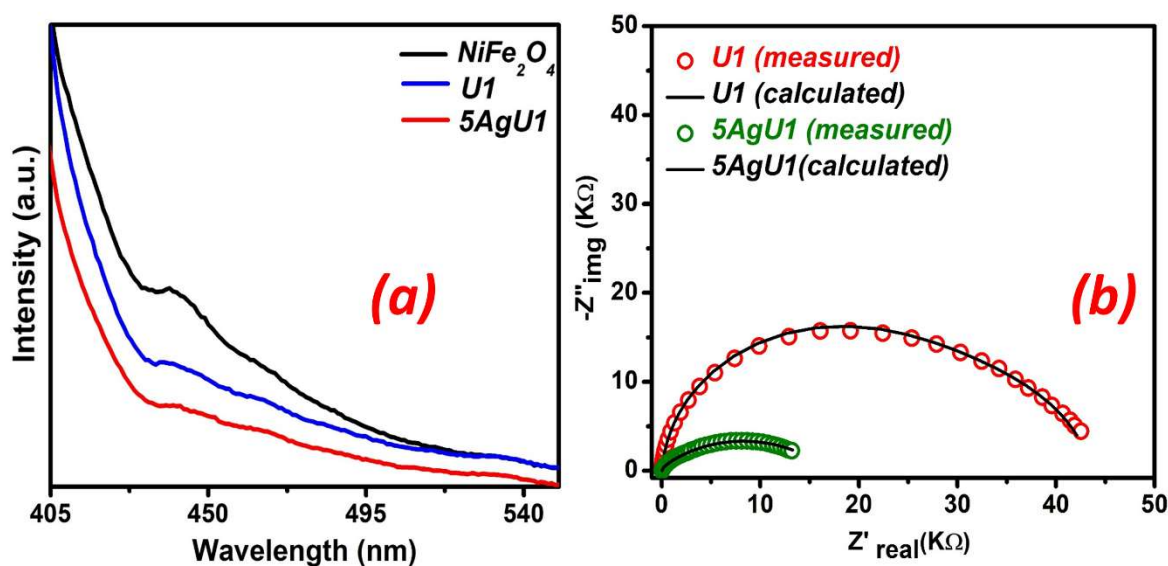 NiFe₂O₄
U1
5AgU1
(a)
Intensity (a.u.)
405 450 495 540
Wavelength (nm)
U1 (measured)
U1 (calculated)
5AgU1 (measured)
5AgU1(calculated)
(b)
-Z"img (KΩ)
50
40
30
20
10
0
0 10 20 30 40 50
Z' real(KΩ)